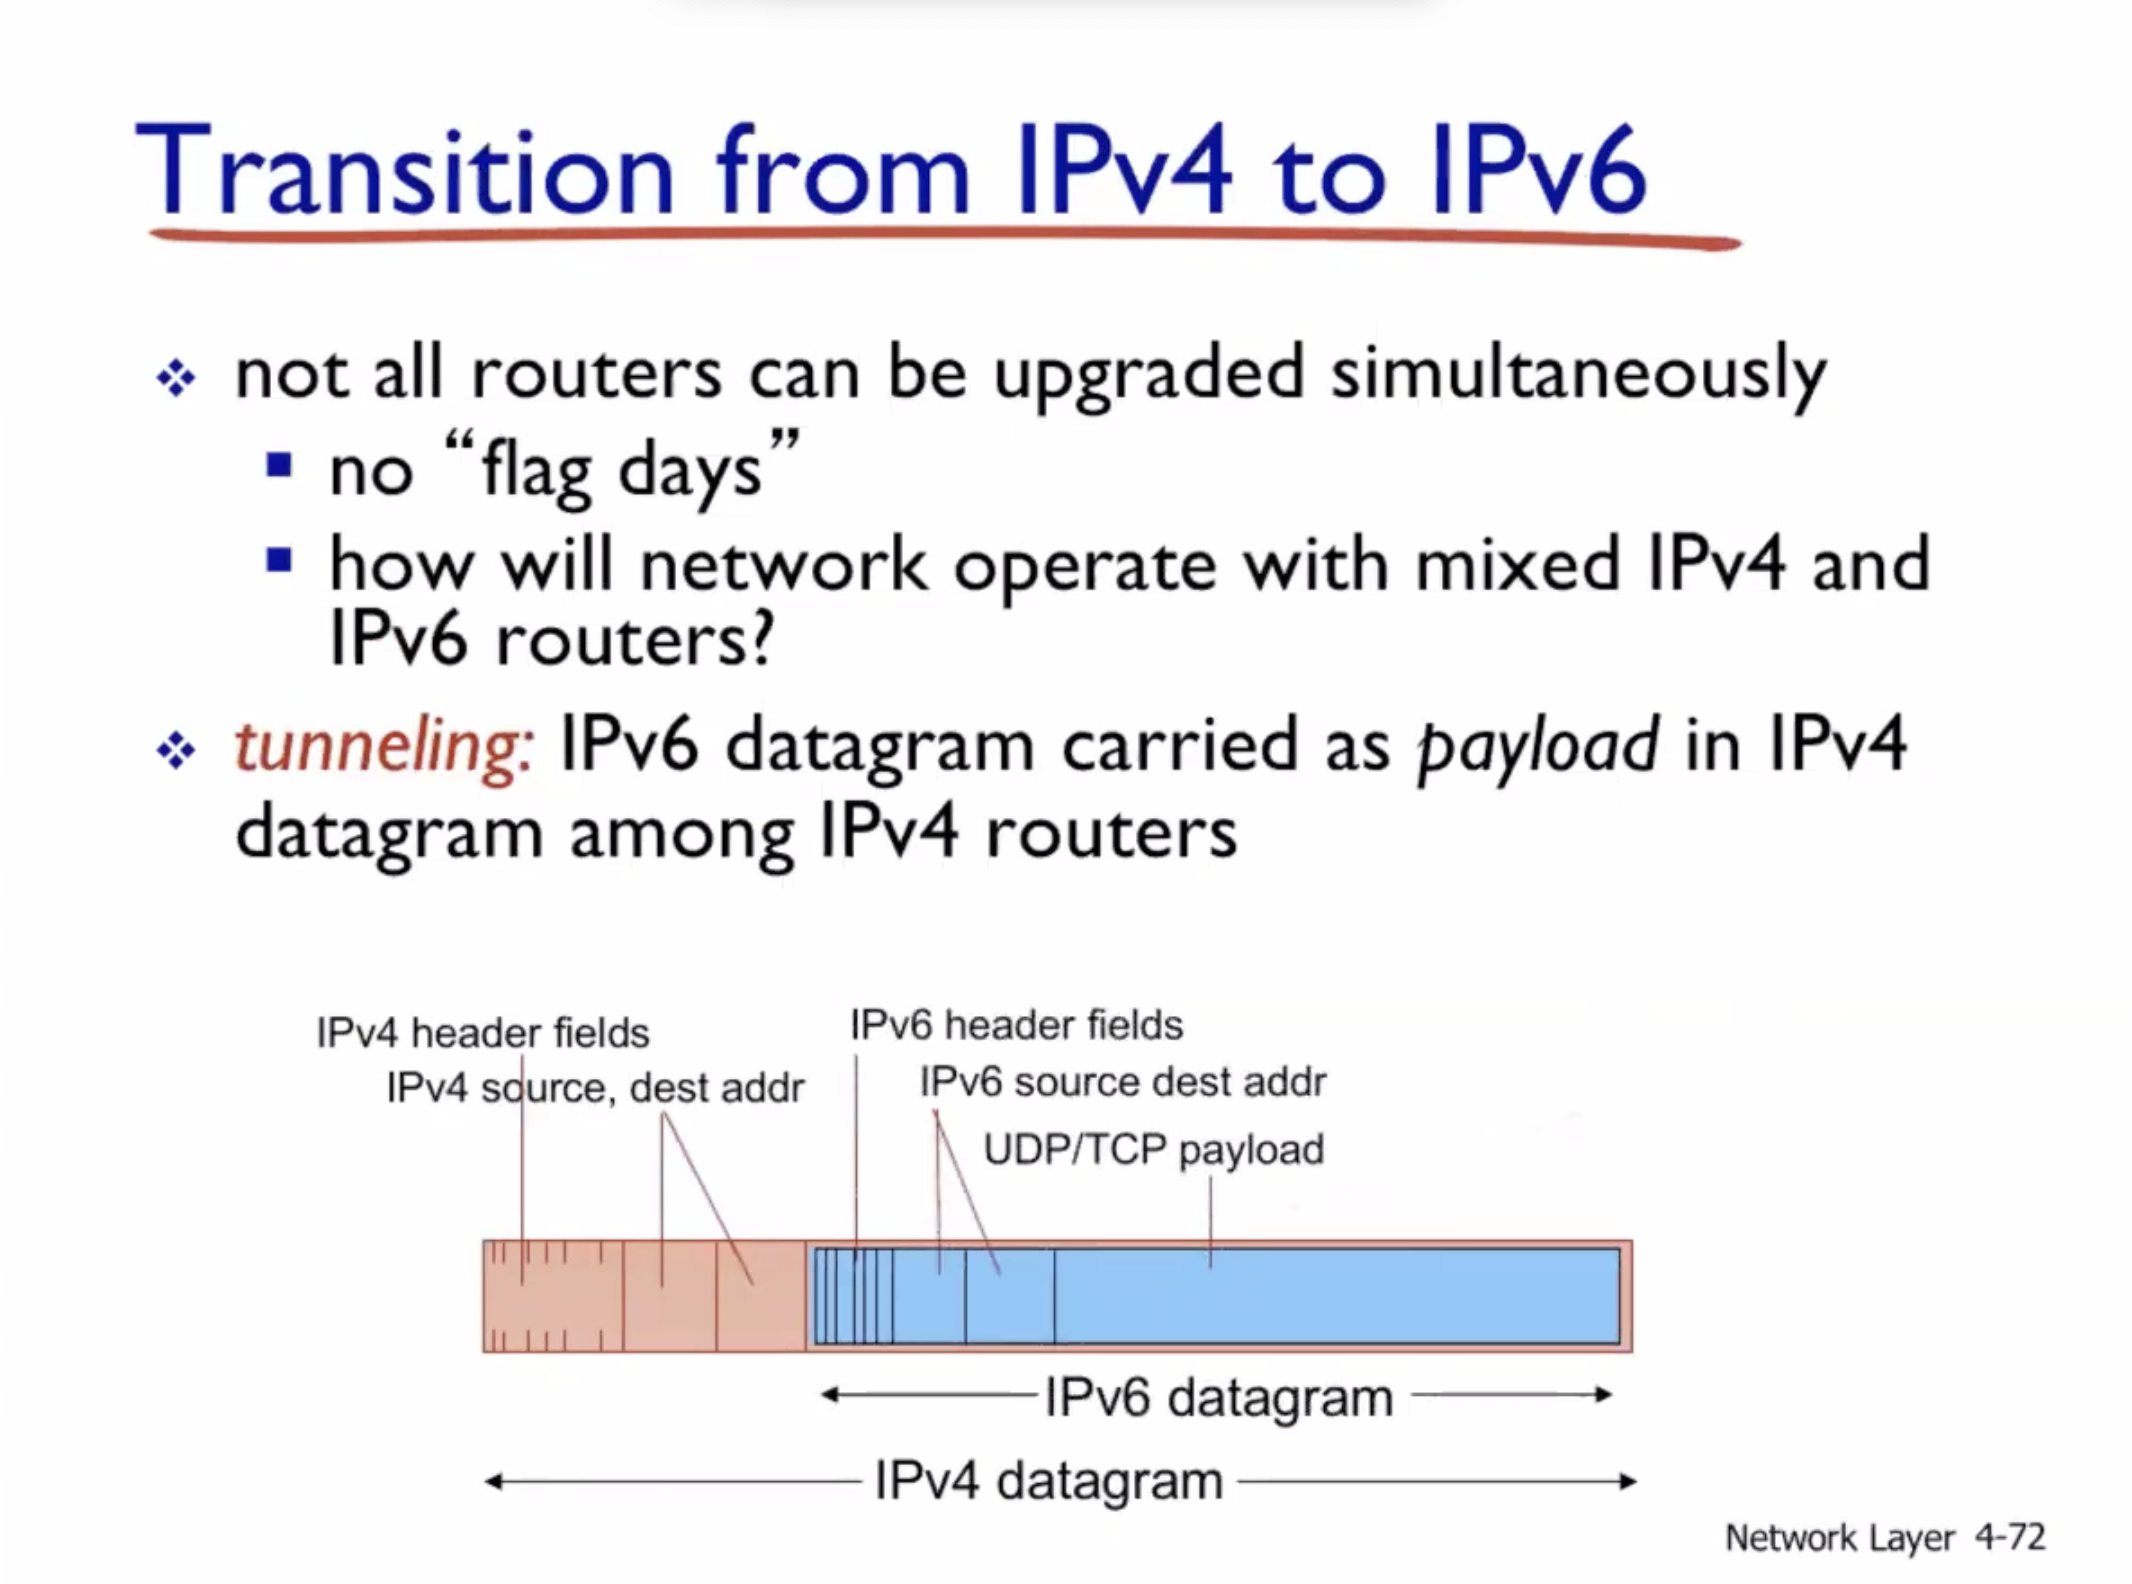 Transition from IPv4 to IPv6
not all routers can be upgraded simultaneously
no “flag days”
how will network operate with mixed IPv4 and
IPv6 routers?
tunneling: IPv6 datagram carried as payload in IPv4
datagram among IPv4 routers
IPv4 header fields
IPv4 source, dest addr
IPv6 header fields
IPv6 source dest addr
UDP/TCP payload
IPv6 datagram
IPv4 datagram
Network Layer 4-72